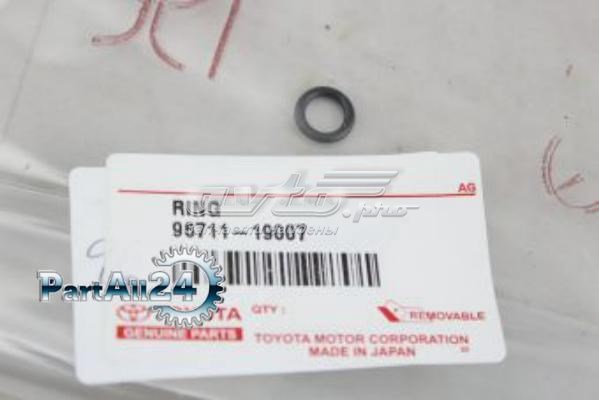 AG
RING
95711-19007
PartAll24
TOYOTA
QTY :
REMOVABLE
GENUINE PARTS
TOYOTA MOTOR CORPORATION
MADE IN JAPAN